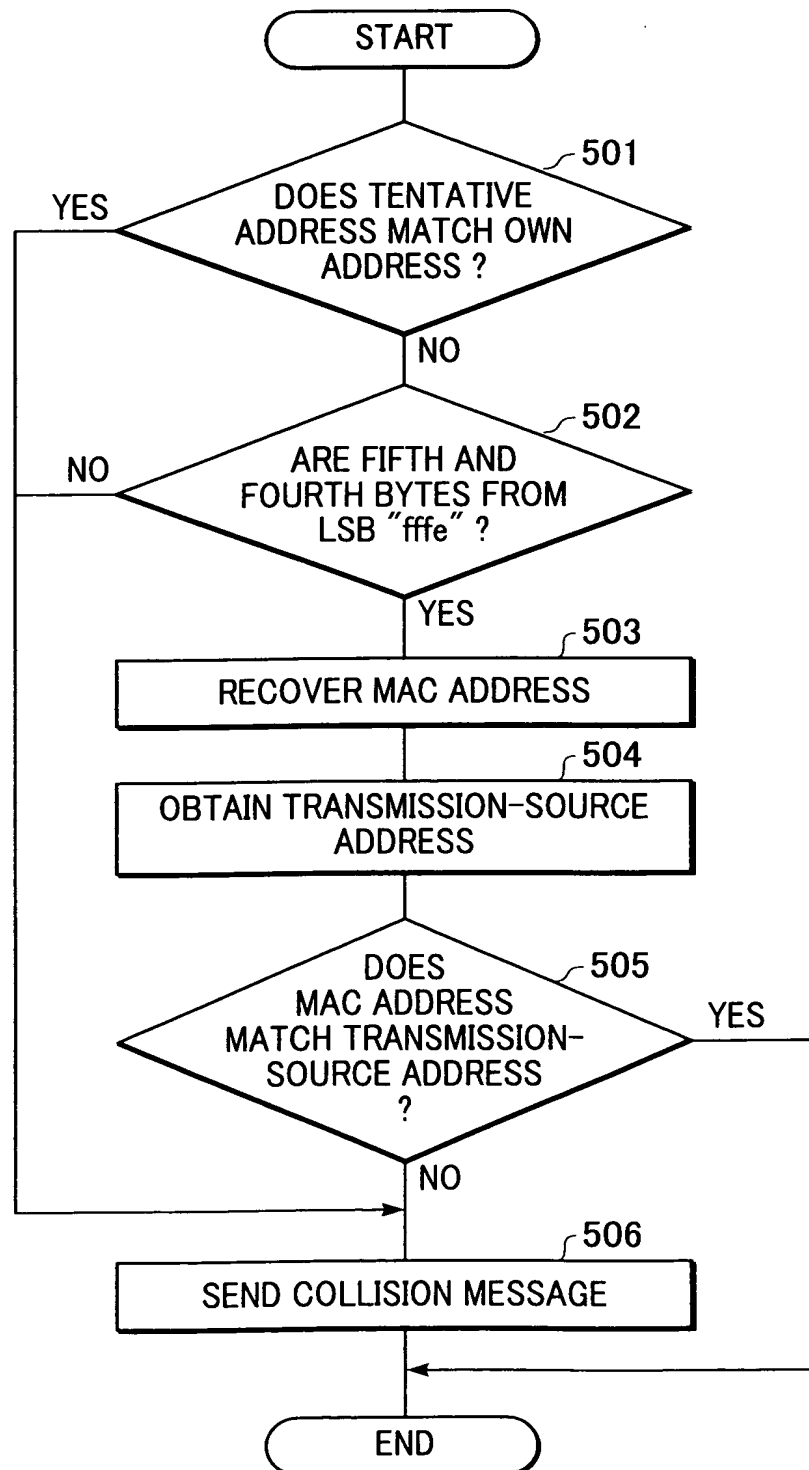 START
501
DOES TENTATIVE
ADDRESS MATCH OWN
ADDRESS ?
YES
NO
502
ARE FIFTH AND
FOURTH BYTES FROM
LSB "fffe" ?
NO
YES
503
RECOVER MAC ADDRESS
504
OBTAIN TRANSMISSION-SOURCE
ADDRESS
505
DOES
MAC ADDRESS
MATCH TRANSMISSION-
SOURCE ADDRESS
?
YES
NO
506
SEND COLLISION MESSAGE
END